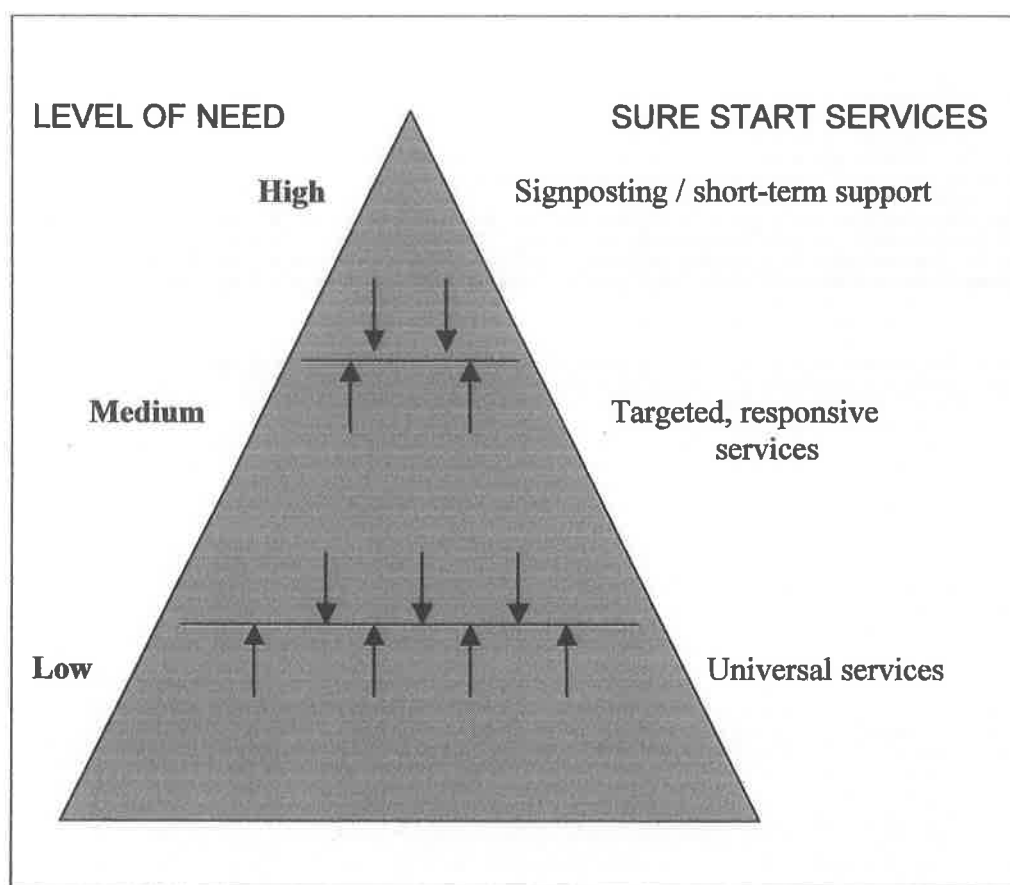 LEVEL OF NEED
SURE START SERVICES
High
Signposting / short-term support
Medium
Targeted, responsive
services
Low
Universal services